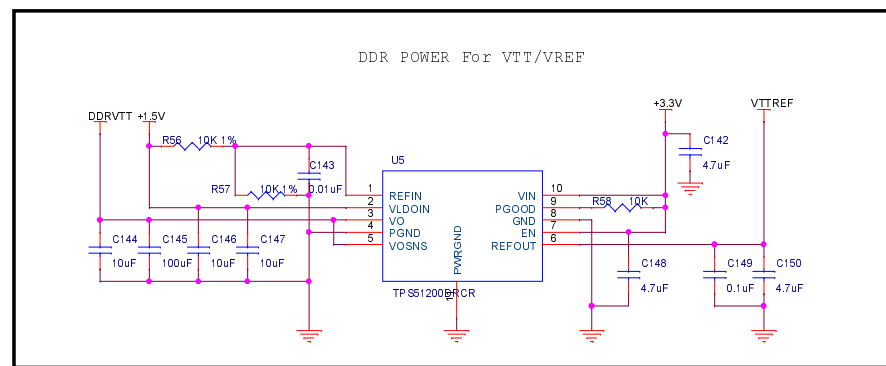 DDR POWER For VTT/VREF
DDRVTT +1.5V
+3.3V
VTTREF
R56 10K 1%
C142
4.7uF
U5
C143
0.01uF
R57 10K 1%
1 REFIN
2 VLDOIN
3 VO
4 PGND
5 VOSNS
VIN 10
PGOOD 9
GND 8
EN 7
REFOUT 6
R58 10K
PWRGND
C144
10uF
C145
100uF
C146
10uF
C147
10uF
C148
4.7uF
C149
0.1uF
C150
4.7uF
TPS51200DRCR